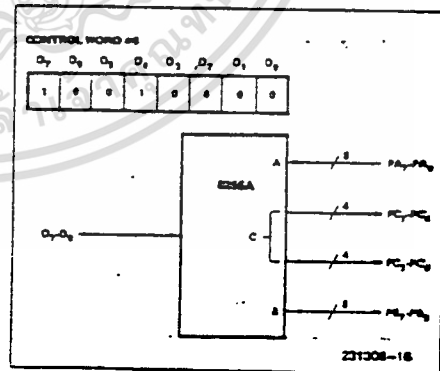 CONTROL WORD
D7 D6 D5 D4 D3 D2 D1 D0
1 0 0 1 0 0 0 0
A 8 PA7-PA0
8255A
4 PC7-PC4
D7-D0
C
4 PC3-PC0
B 8 PB7-PB0
231308-16